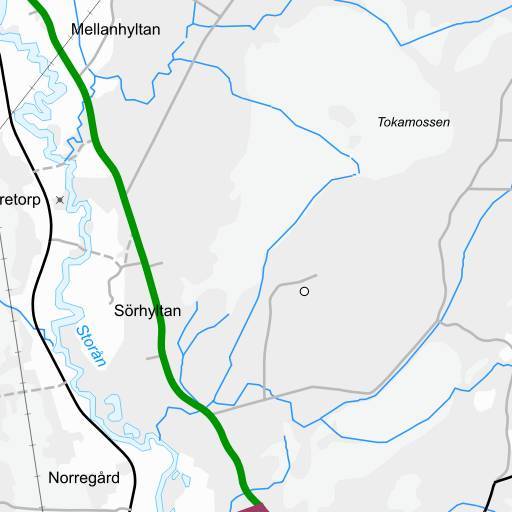 Mellanhyltan
Tokamossen
retorp
Sörhyltan
Storån
Norregård